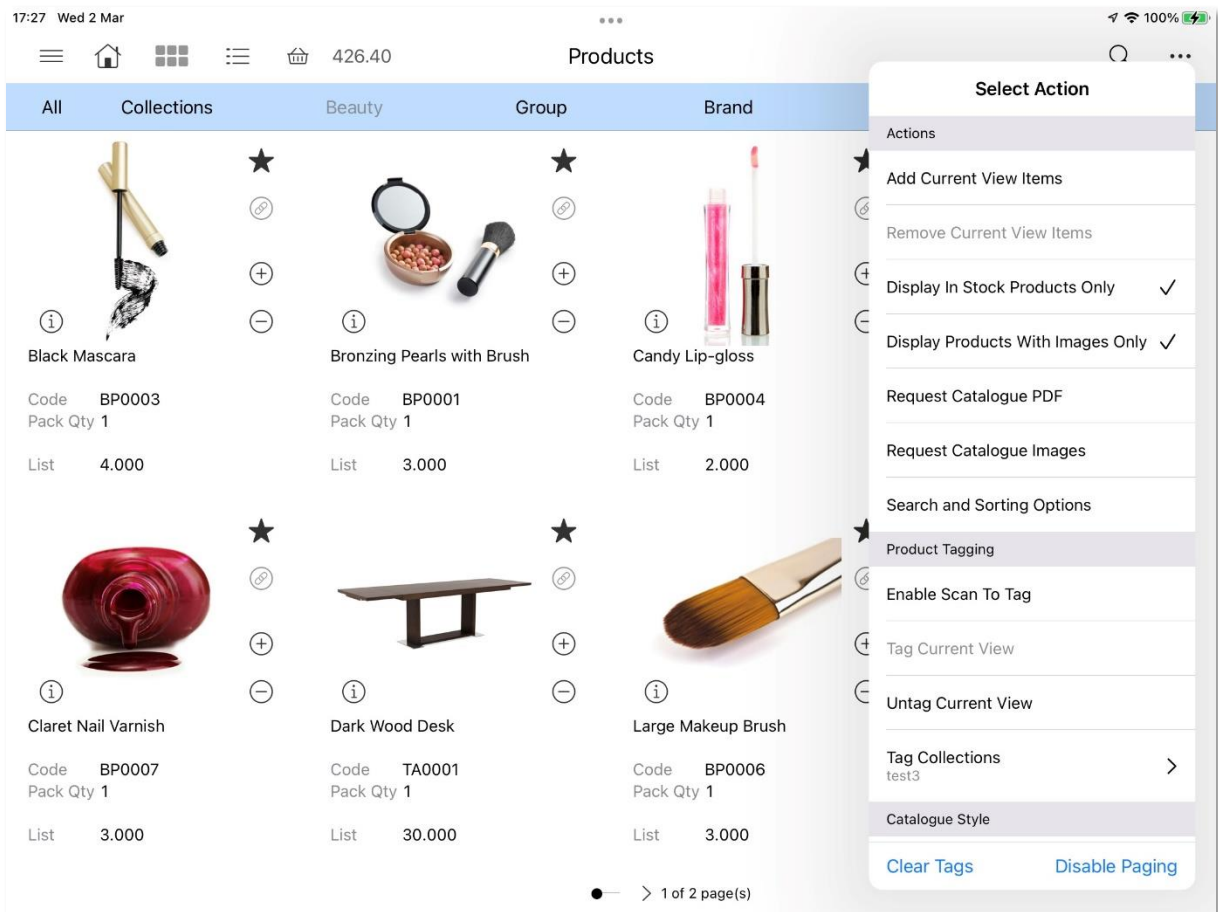 17:27 Wed 2 Mar
100%
426.40
Products
All Collections Beauty Group Brand
Black Mascara
Code BP0003
Pack Qty 1
List 4.000
Bronzing Pearls with Brush
Code BP0001
Pack Qty 1
List 3.000
Candy Lip-gloss
Code BP0004
Pack Qty 1
List 2.000
Claret Nail Varnish
Code BP0007
Pack Qty 1
List 3.000
Dark Wood Desk
Code TA0001
Pack Qty 1
List 30.000
Large Makeup Brush
Code BP0006
Pack Qty 1
List 3.000
1 of 2 page(s)
Select Action
Actions
Add Current View Items
Remove Current View Items
Display In Stock Products Only
Display Products With Images Only
Request Catalogue PDF
Request Catalogue Images
Search and Sorting Options
Product Tagging
Enable Scan To Tag
Tag Current View
Untag Current View
Tag Collections
test3
Catalogue Style
Clear Tags Disable Paging